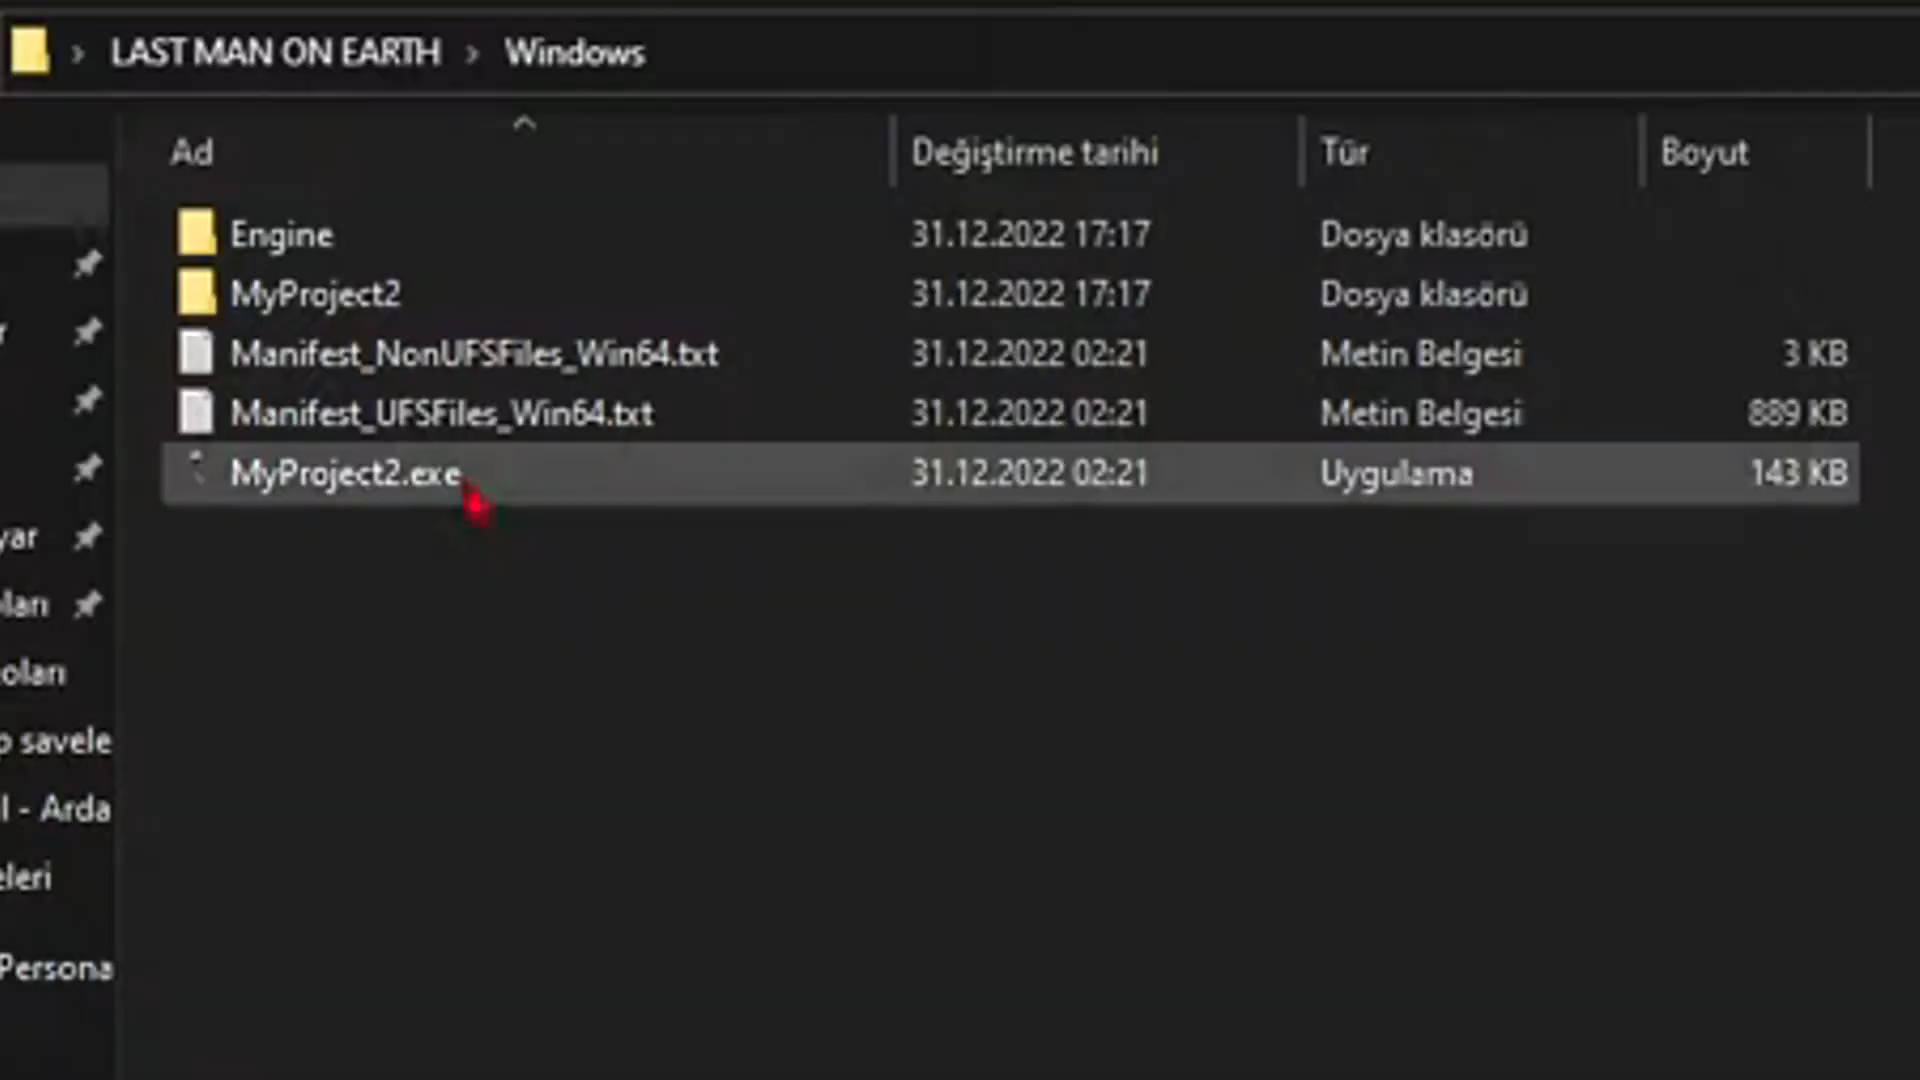 LAST MAN ON EARTH > Windows
Ad Değiştirme tarihi Tür Boyut
Engine 31.12.2022 17:17 Dosya klasörü
MyProject2 31.12.2022 17:17 Dosya klasörü
Manifest_NonUFSFiles_Win64.txt 31.12.2022 02:21 Metin Belgesi 3 KB
Manifest_UFSFiles_Win64.txt 31.12.2022 02:21 Metin Belgesi 889 KB
MyProject2.exe 31.12.2022 02:21 Uygulama 143 KB
yar
ları
oları
savele
- Arda
eleri
Persona